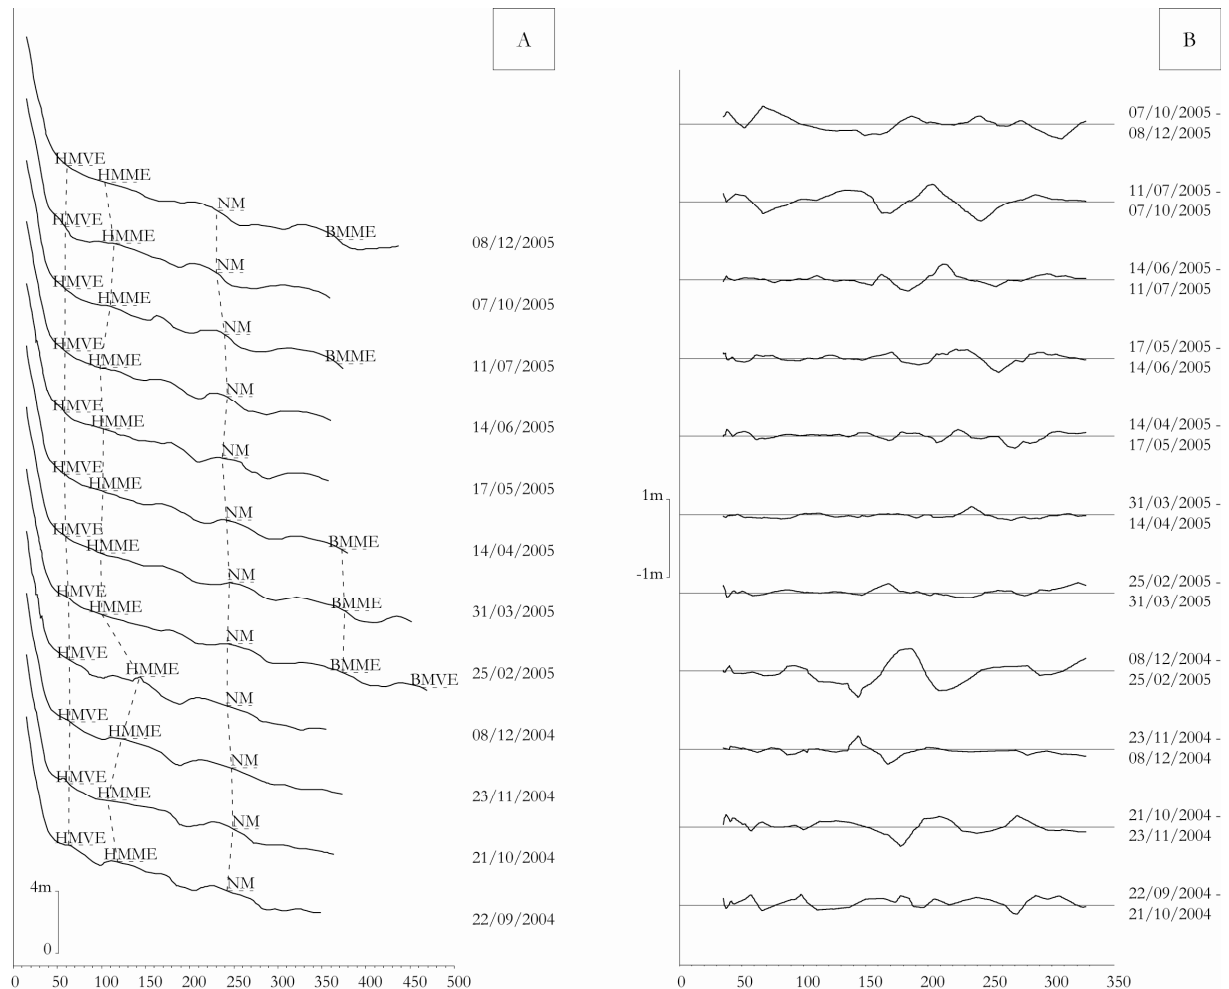 A
B
HMVE
HMME
NM
BMME
08/12/2005
HMVE
HMME
NM
07/10/2005
HMVE
HMME
NM
BMME
11/07/2005
HMVE
HMME
NM
14/06/2005
HMVE
HMME
NM
17/05/2005
HMVE
HMME
NM
BMME
14/04/2005
HMVE
HMME
NM
BMME
31/03/2005
HMVE
HMME
NM
BMME
BMVE
25/02/2005
HMVE
HMME
NM
08/12/2004
HMVE
HMME
NM
23/11/2004
HMVE
HMME
NM
21/10/2004
HMVE
HMME
NM
22/09/2004
4m
0
0 50 100 150 200 250 300 350 400 450 500
07/10/2005 -
08/12/2005
11/07/2005 -
07/10/2005
14/06/2005 -
11/07/2005
17/05/2005 -
14/06/2005
14/04/2005 -
17/05/2005
1m
-1m
31/03/2005 -
14/04/2005
25/02/2005 -
31/03/2005
08/12/2004 -
25/02/2005
23/11/2004 -
08/12/2004
21/10/2004 -
23/11/2004
22/09/2004 -
21/10/2004
0 50 100 150 200 250 300 350